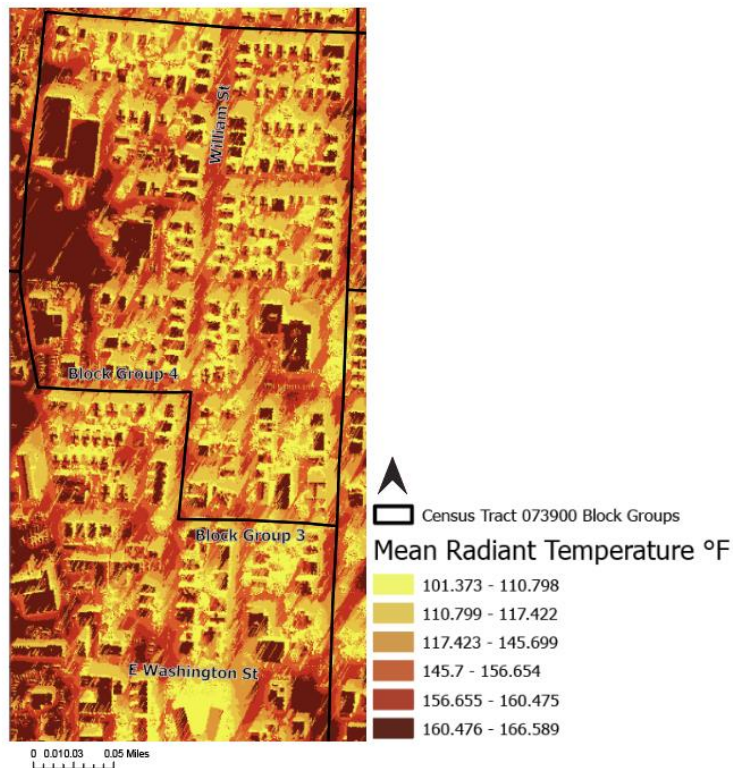 William St
Block Group 4
Block Group 3
E Washington St
Census Tract 073900 Block Groups
Mean Radiant Temperature °F
101.373 - 110.798
110.799 - 117.422
117.423 - 145.699
145.7 - 156.654
156.655 - 160.475
160.476 - 166.589
0 0.010.03 0.05 Miles